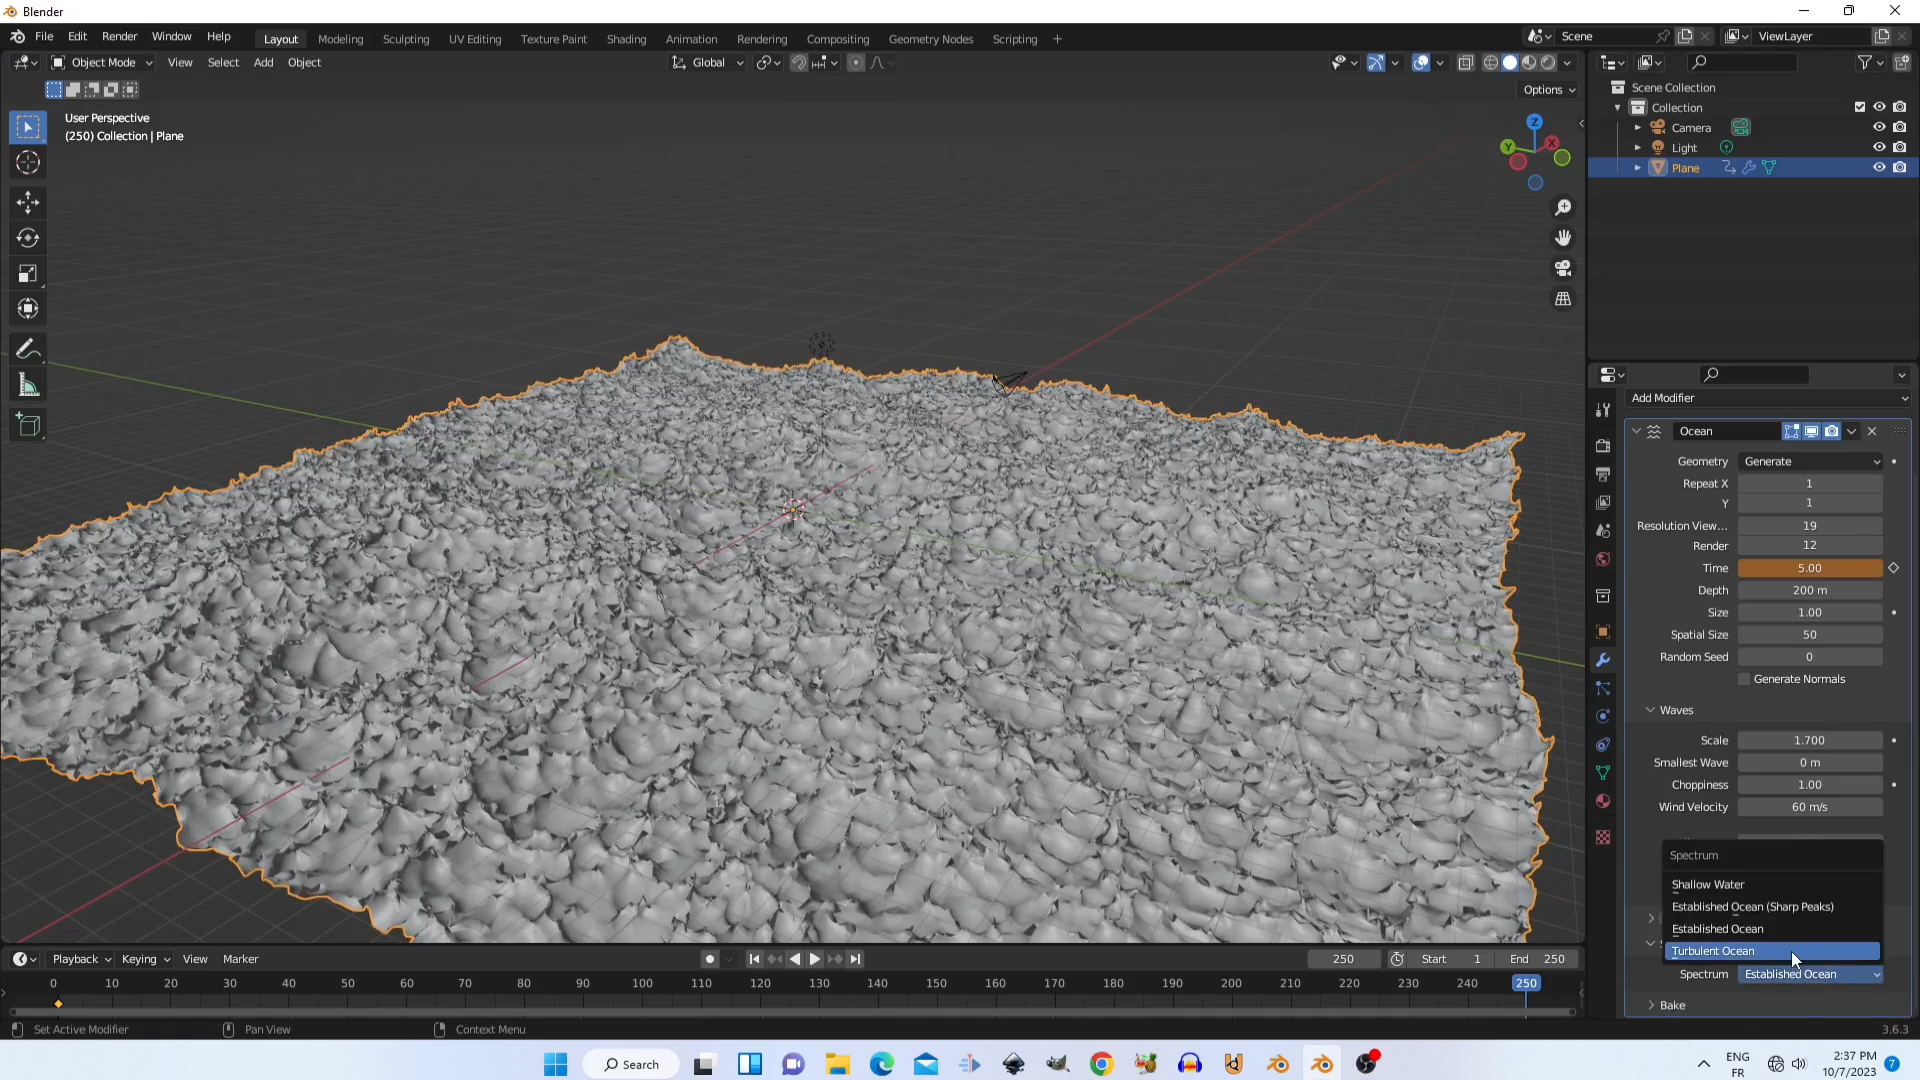 Blender
File Edit Render Window Help
Layout Modeling Sculpting UV Editing Texture Paint Shading Animation Rendering Compositing Geometry Nodes Scripting +
Scene
ViewLayer
Object Mode View Select Add Object
Global
Options
User Perspective
(250) Collection | Plane
Z
Y
X
Scene Collection
Collection
Camera
Light
Plane
Add Modifier
Ocean
Geometry Generate
Repeat X 1
Y 1
Resolution View... 19
Render 12
Time 5.00
Depth 200 m
Size 1.00
Spatial Size 50
Random Seed 0
Generate Normals
Waves
Scale 1.700
Smallest Wave 0 m
Choppiness 1.00
Wind Velocity 60 m/s
Spectrum
Shallow Water
Established Ocean (Sharp Peaks)
Established Ocean
Turbulent Ocean
Spectrum Established Ocean
Bake
Playback Keying View Marker
250 Start 1 End 250
0 10 20 30 40 50 60 70 80 90 100 110 120 130 140 150 160 170 180 190 200 210 220 230 240 250
Set Active Modifier Pan View Context Menu
3.6.3
Search
ENG
FR
2:37 PM
10/7/2023
7